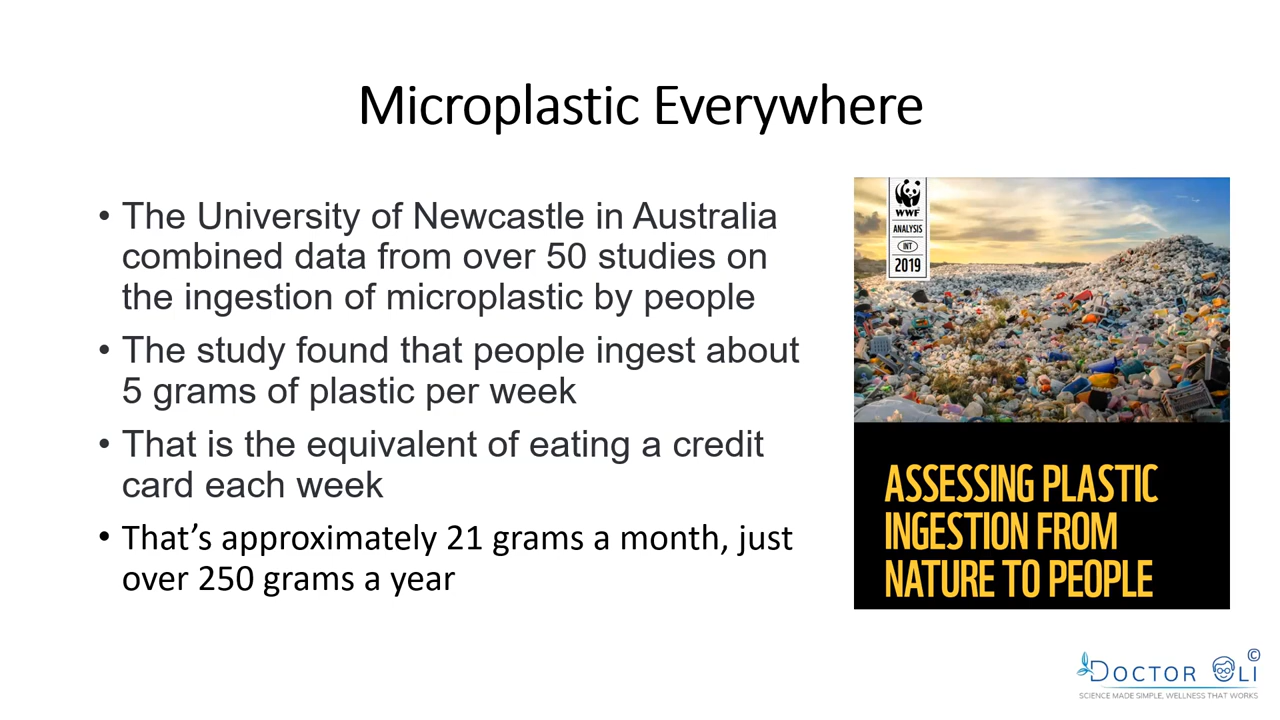 Microplastic Everywhere
• The University of Newcastle in Australia
combined data from over 50 studies on
the ingestion of microplastic by people
• The study found that people ingest about
5 grams of plastic per week
• That is the equivalent of eating a credit
card each week
• That’s approximately 21 grams a month, just
over 250 grams a year
WWF
ANALYSIS
INT
2019
ASSESSING PLASTIC
INGESTION FROM
NATURE TO PEOPLE
©
DOCTOR OLI
SCIENCE MADE SIMPLE, WELLNESS THAT WORKS